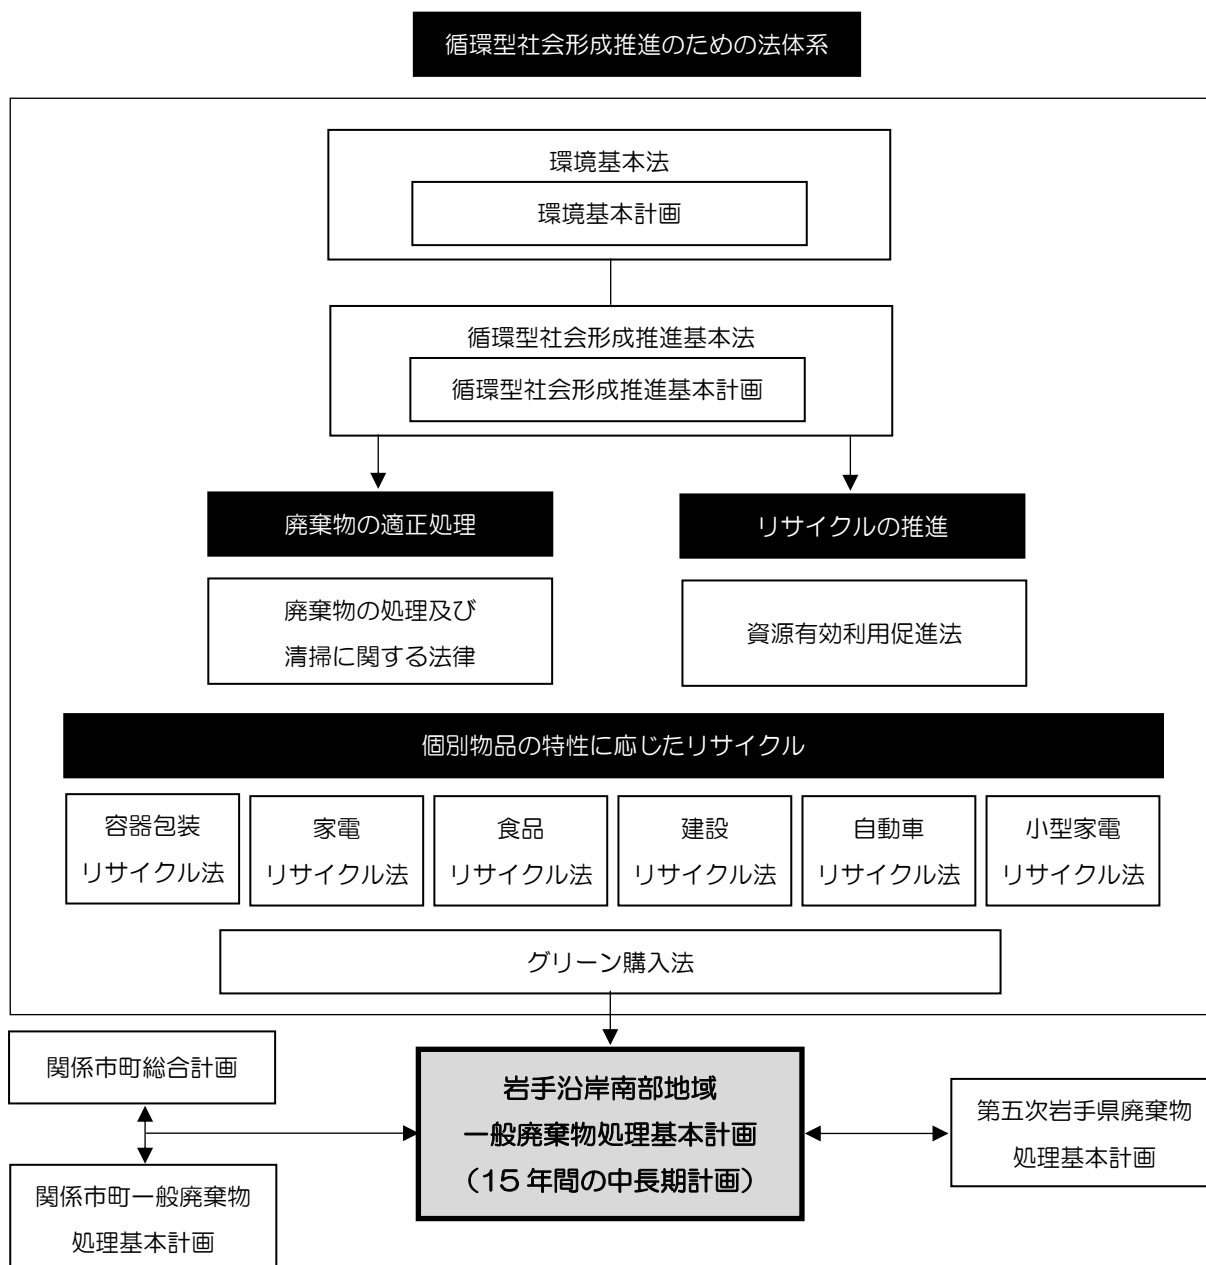 循環型社会形成推進のための法体系
環境基本法
環境基本計画
循環型社会形成推進基本法
循環型社会形成推進基本計画
廃棄物の適正処理
リサイクルの推進
廃棄物の処理及び
清掃に関する法律
資源有効利用促進法
個別物品の特性に応じたリサイクル
容器包装
リサイクル法
家電
リサイクル法
食品
リサイクル法
建設
リサイクル法
自動車
リサイクル法
小型家電
リサイクル法
グリーン購入法
関係市町総合計画
関係市町一般廃棄物
処理基本計画
岩手沿岸南部地域
一般廃棄物処理基本計画
（15 年間の中長期計画）
第五次岩手県廃棄物
処理基本計画